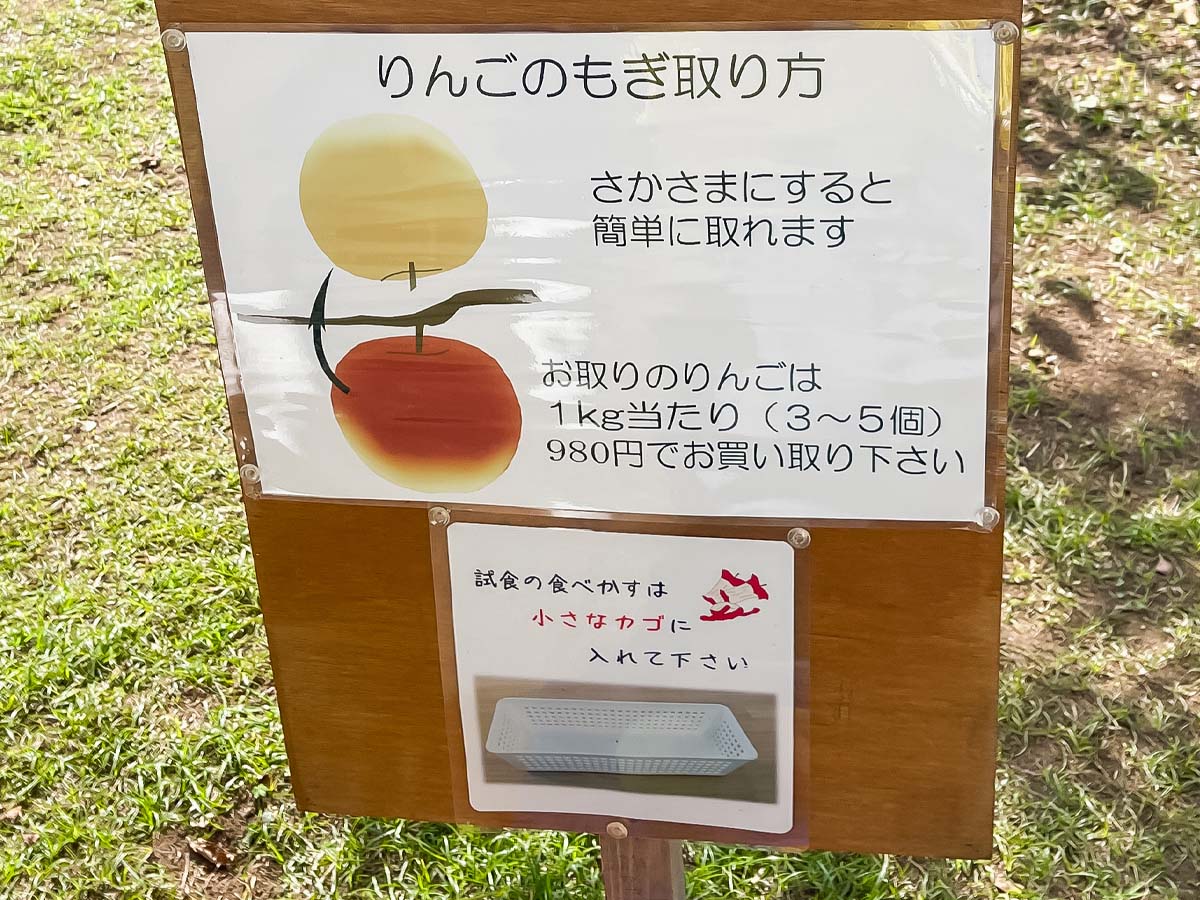 りんごのもぎ取り方
さかさまにすると
簡単に取れます
お取りのりんごは
1kg当たり（３～５個）
980円でお買い取り下さい
試食の食べかすは
小さなカゴに
入れて下さい